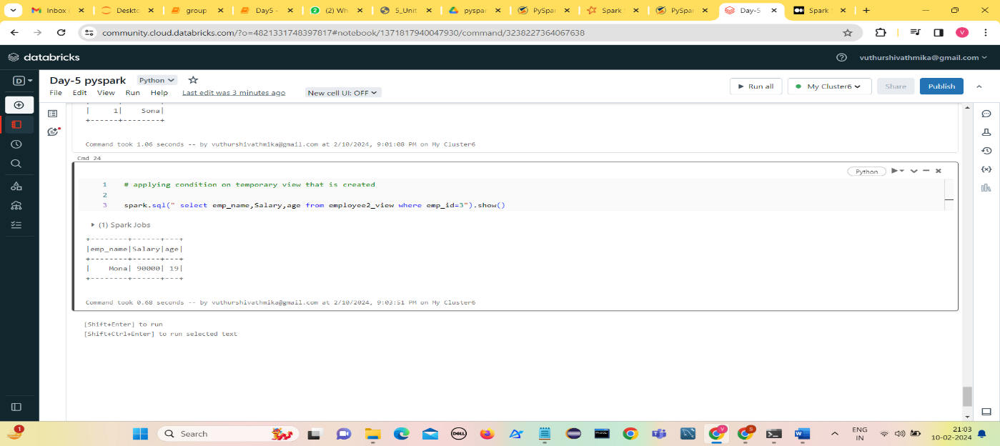 Inbox (
Deskto
group
Day5 -
(2) Wh
5_Unit
pyspar
PySpar
Spark
PySpar
Day-5
Spark
community.cloud.databricks.com/?o=4821331748397817#notebook/1371817940047930/command/3238227364067638
V
databricks
vuthurshivathmika@gmail.com
D
Day-5 pyspark Python
File Edit View Run Help Last edit was 3 minutes ago New cell UI: OFF
Run all My Cluster6 Share Publish
| 1| Sona|
+------+--------+
Command took 1.06 seconds -- by vuthurshivathmika@gmail.com at 2/10/2024, 9:01:08 PM on My Cluster6
Cmd 24
Python
1 # applying condition on temporary view that is created
2
3 spark.sql(" select emp_name,Salary,age from employee2_view where emp_id=3").show()
(1) Spark Jobs
+--------+------+---+
|emp_name|Salary|age|
+--------+------+---+
| Mona| 90000| 19|
+--------+------+---+
Command took 0.68 seconds -- by vuthurshivathmika@gmail.com at 2/10/2024, 9:03:51 PM on My Cluster6
[Shift+Enter] to run
[Shift+Ctrl+Enter] to run selected text
1
Search
DELL
V
S
W
ENG
IN
21:03
10-02-2024